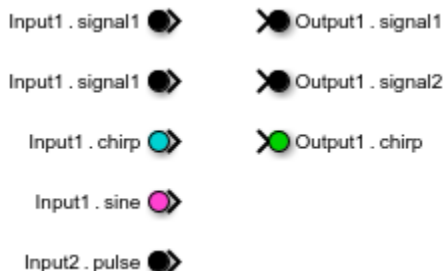 Input1 . signal1
Input1 . signal1
Input1 . chirp
Input1 . sine
Input2 . pulse
Output1 . signal1
Output1 . signal2
Output1 . chirp